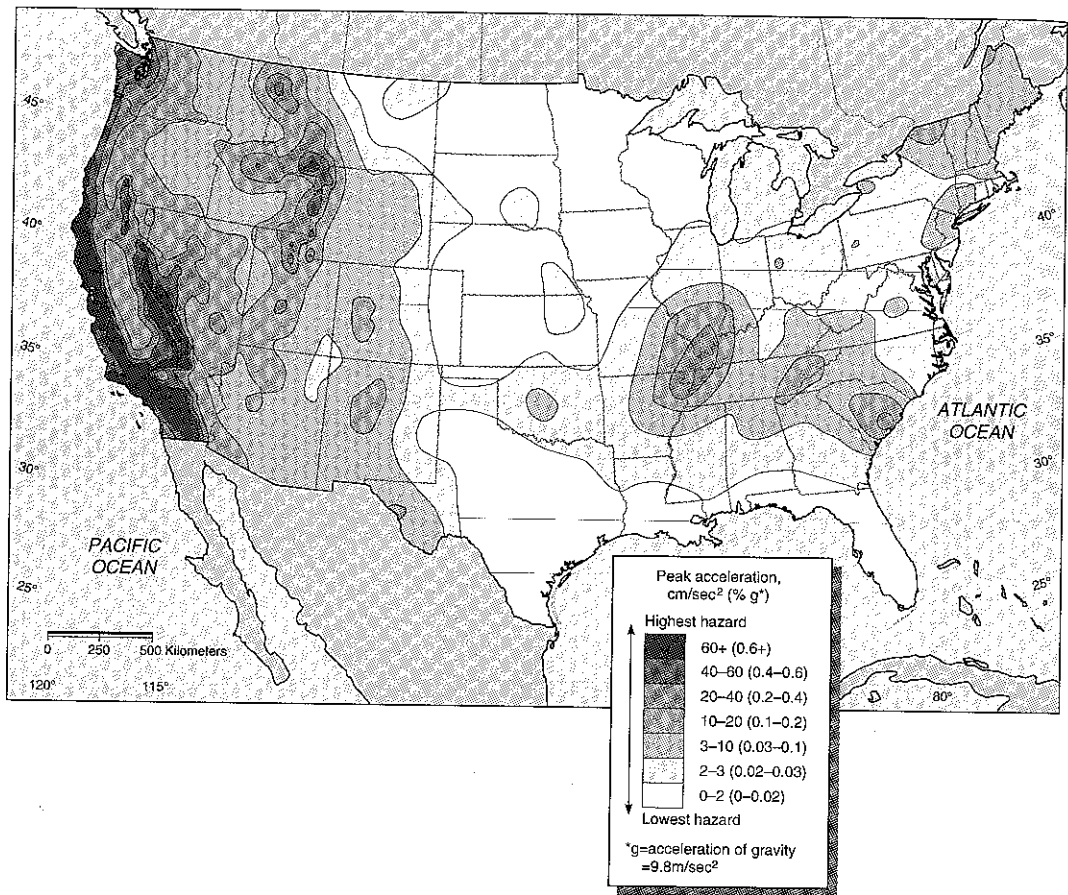 45°
40°
35°
30°
25°
120°
115°
PACIFIC
OCEAN
0 250 500 Kilometers
40°
35°
30°
25°
80°
ATLANTIC
OCEAN
Peak acceleration,
cm/sec² (% g*)
Highest hazard
60+ (0.6+)
40–60 (0.4–0.6)
20–40 (0.2–0.4)
10–20 (0.1–0.2)
3–10 (0.03–0.1)
2–3 (0.02–0.03)
0–2 (0–0.02)
Lowest hazard
*g=acceleration of gravity
=9.8m/sec²